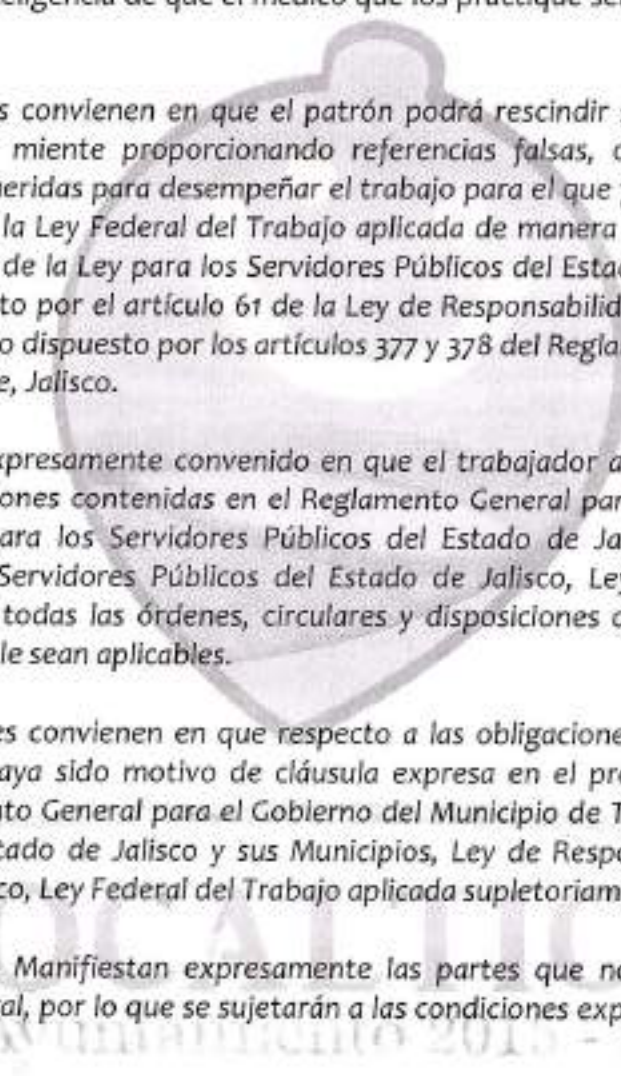 de que el médico que los practique
s convienen en que el patrón podrá rescindir
miente proporcionando referencias falsas,
ueridas para desempeñar el trabajo para el que
la Ley Federal del Trabajo aplicada de manera
de la Ley para los Servidores Públicos del Esta
to por el artículo 61 de la Ley de Responsabilid
o dispuesto por los artículos 377 y 378 del Regla
e, Jalisco.
xpresamente convenido en que el trabajador a
ones contenidas en el Reglamento General par
ara los Servidores Públicos del Estado de Ja
Servidores Públicos del Estado de Jalisco, Ley
todas las órdenes, circulares y disposiciones
le sean aplicables.
es convienen en que respecto a las obligacione
aya sido motivo de cláusula expresa en el pr
nto General para el Gobierno del Municipio de T
tado de Jalisco y sus Municipios, Ley de Resp
co, Ley Federal del Trabajo aplicada supletoriam
OCALTIC
Manifiestan expresamente las partes que n
al, por lo que se sujetarán a las condiciones exp
Ayuntamiento 2015 -